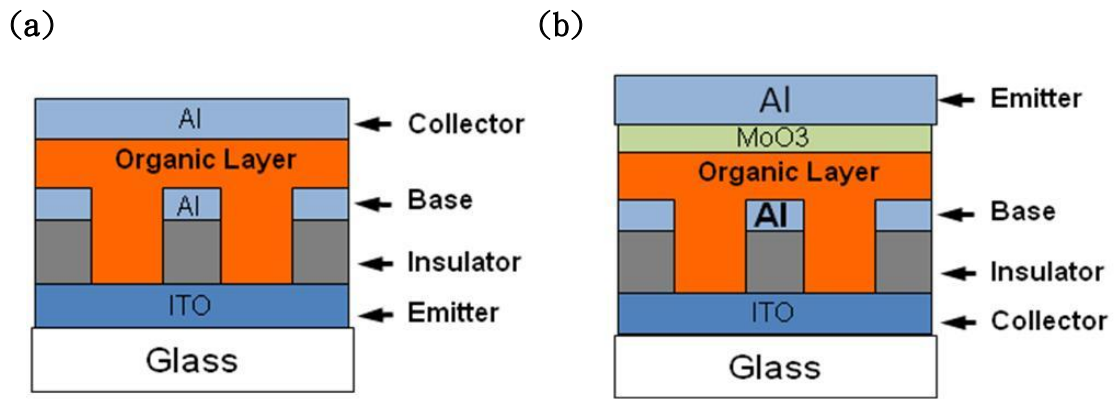 (a)
Al
Organic Layer
Al
ITO
Glass
Collector
Base
Insulator
Emitter
(b)
Al
MoO3
Organic Layer
Al
ITO
Glass
Emitter
Base
Insulator
Collector